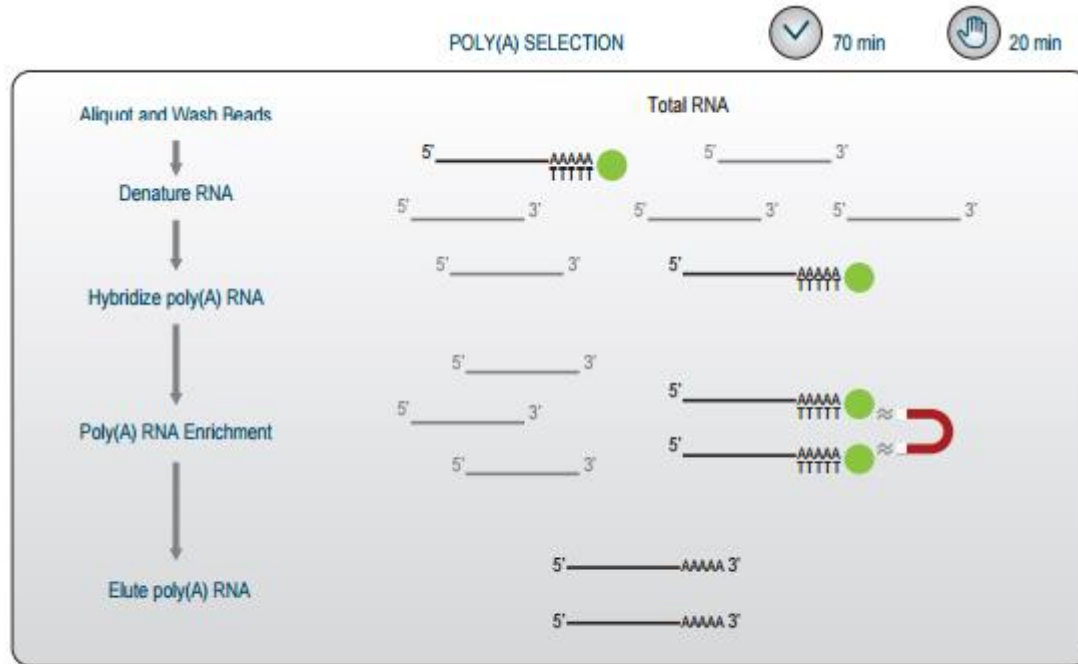 POLY(A) SELECTION 70 min 20 min
Aliquot and Wash Beads
Total RNA
5' AAAAA 5' 3'
TTTTT
Denature RNA
5' 3' 5' 3' 5' 3'
5' 3' 5' AAAAA
TTTTT
Hybridize poly(A) RNA
5' 3'
5' AAAAA
TTTTT
5' 3'
Poly(A) RNA Enrichment
5' 3' 5' AAAAA
TTTTT
5' AAAAA 3'
Elute poly(A) RNA
5' AAAAA 3'